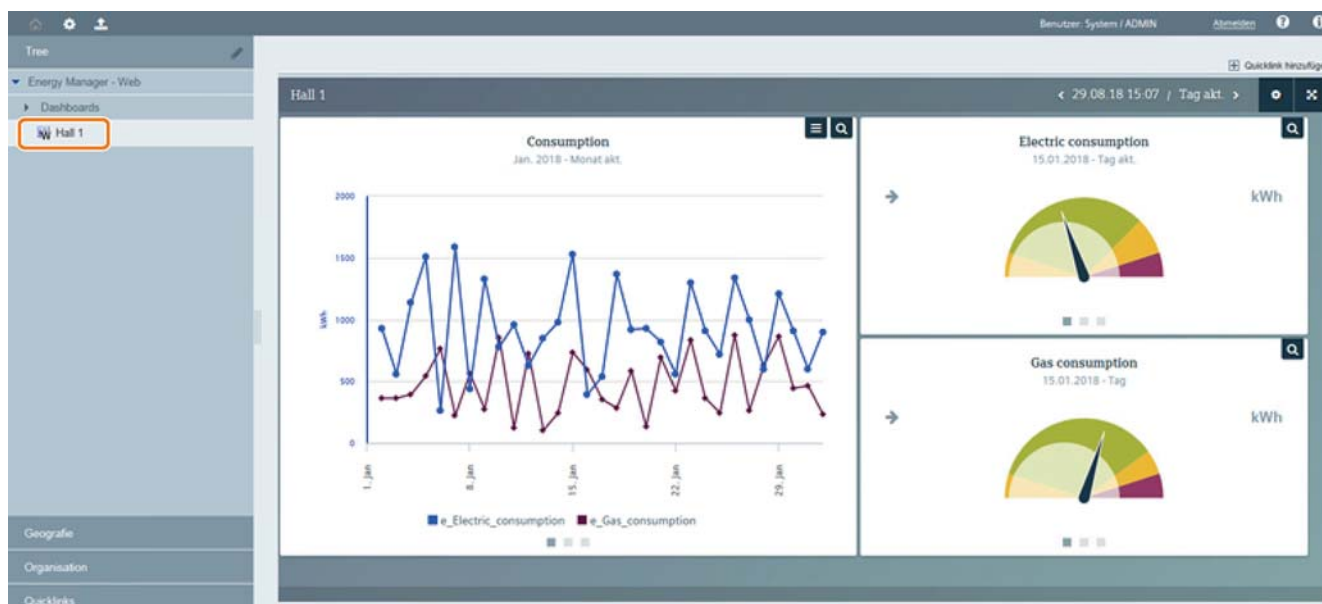 Benutzer: System / ADMIN
Abmelden
Tree
Energy Manager - Web
Dashboards
Hall 1
Geografie
Organisation
Quicklinks
Quicklink hinzufüge
Hall 1
29.08.18 15:07 / Tag akt.
Consumption
Jan. 2018 - Monat akt.
kWh
2000
1500
1000
500
0
1. Jan
8. Jan
15. Jan
22. Jan
29. Jan
e_Electric_consumption
e_Gas_consumption
Electric consumption
15.01.2018 - Tag akt.
kWh
Gas consumption
15.01.2018 - Tag
kWh